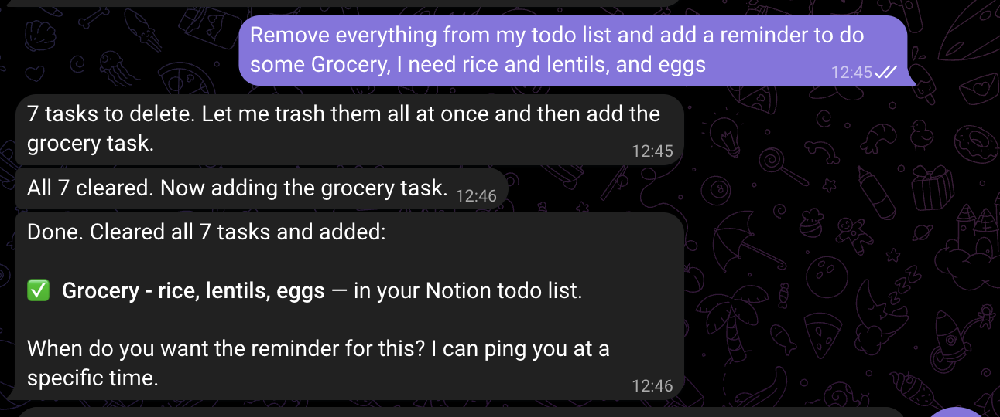 Remove everything from my todo list and add a reminder to do
some Grocery, I need rice and lentils, and eggs
12:45
7 tasks to delete. Let me trash them all at once and then add the
grocery task.
12:45
All 7 cleared. Now adding the grocery task.
12:46
Done. Cleared all 7 tasks and added:
✅ Grocery - rice, lentils, eggs — in your Notion todo list.
When do you want the reminder for this? I can ping you at a
specific time.
12:46